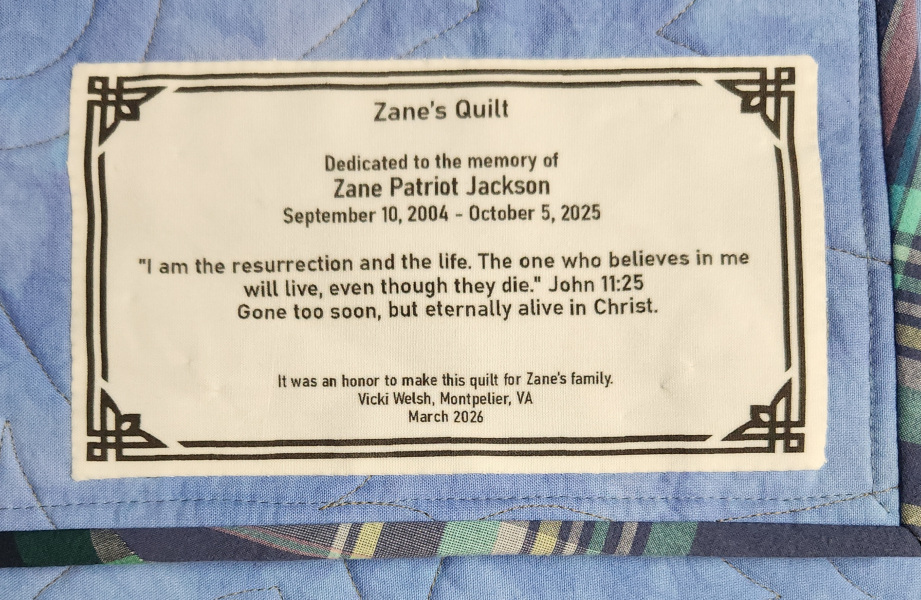 Zane's Quilt
Dedicated to the memory of
Zane Patriot Jackson
September 10, 2004 - October 5, 2025
"I am the resurrection and the life. The one who believes in me
will live, even though they die." John 11:25
Gone too soon, but eternally alive in Christ.
It was an honor to make this quilt for Zane's family.
Vicki Welsh, Montpelier, VA
March 2026